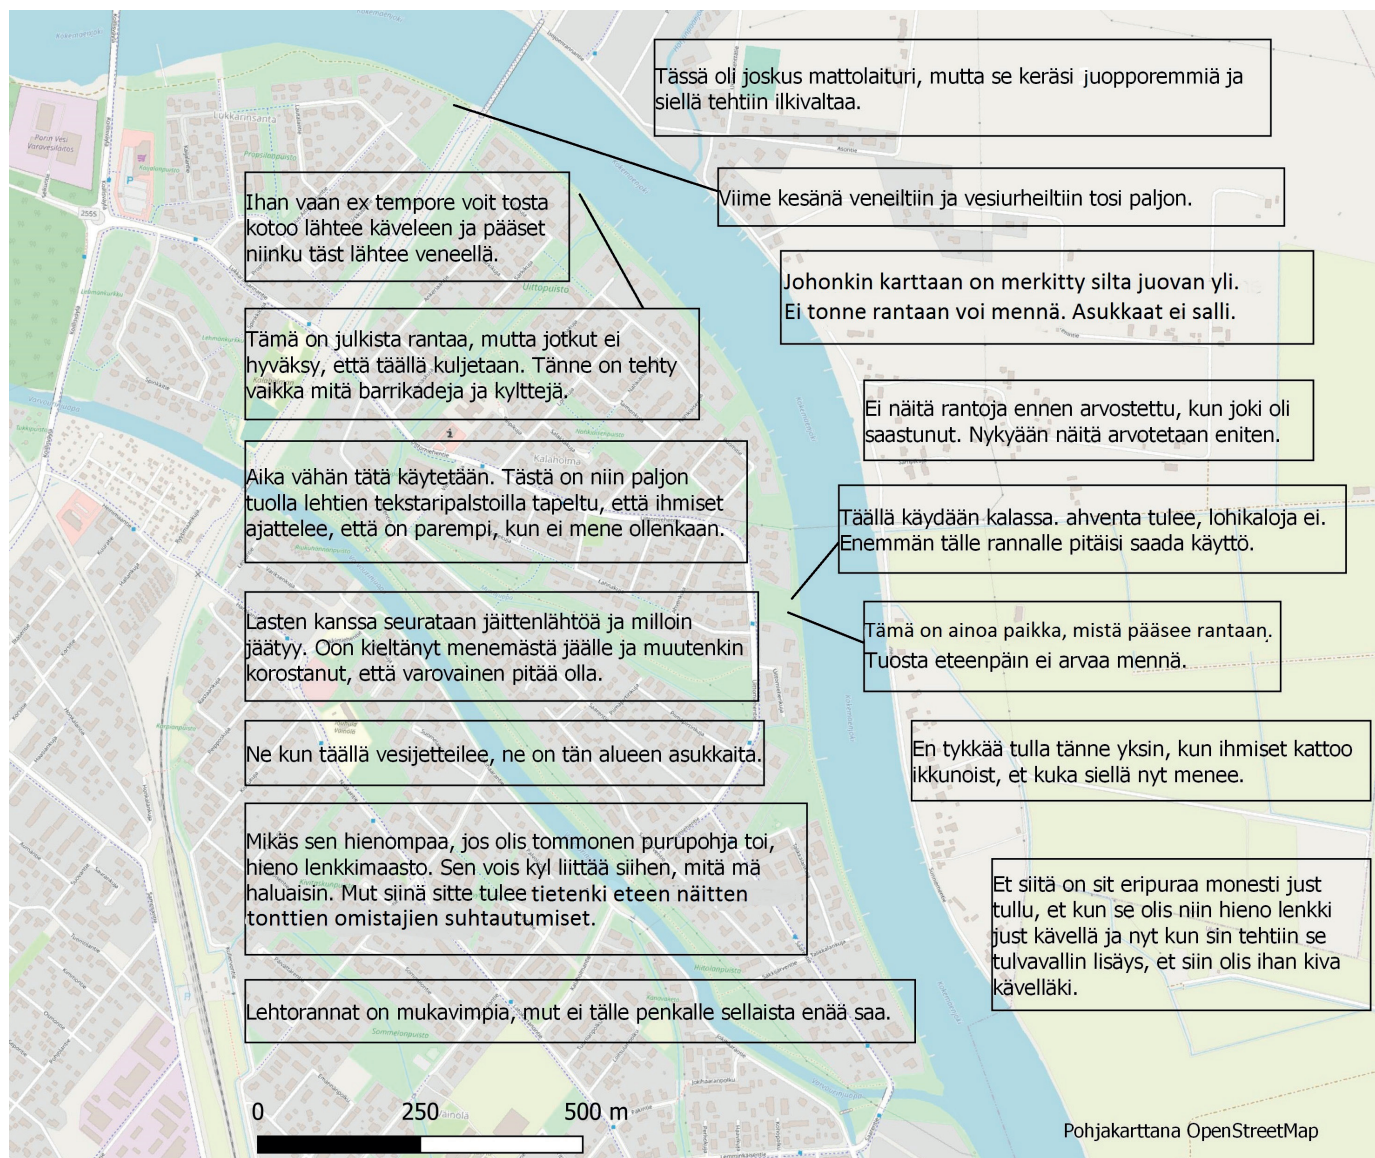 Tässä oli joskus mattolaituri, mutta se keräsi juopporemmiä ja
siellä tehtiin ilkivaltaa.
Viime kesänä veneiltiin ja vesiurheiltiin tosi paljon.
Ihan vaan ex tempore voit tosta
kotoo lähtee käveleen ja pääset
niinku täst lähtee veneellä.
Johonkin karttaan on merkitty silta juovan yli.
Ei tonne rantaan voi mennä. Asukkaat ei salli.
Tämä on julkista rantaa, mutta jotkut ei
hyväksy, että täällä kuljetaan. Tänne on tehty
vaikka mitä barrikadeja ja kylttejä.
Ei näitä rantoja ennen arvostettu, kun joki oli
saastunut. Nykyään näitä arvotetaan eniten.
Aika vähän tätä käytetään. Tästä on niin paljon
tuolla lehtien tekstaripalstoilla tapeltu, että ihmiset
ajattelee, että on parempi, kun ei mene ollenkaan.
Täällä käydään kalassa. ahventa tulee, lohikaloja ei.
Enemmän tälle rannalle pitäisi saada käyttö.
Lasten kanssa seurataan jäittenlähtöä ja milloin
jäätyy. Oon kieltänyt menemästä jäälle ja muutenkin
korostanut, että varovainen pitää olla.
Tämä on ainoa paikka, mistä pääsee rantaan.
Tuosta eteenpäin ei arvaa mennä.
Ne kun täällä vesijetteilee, ne on tän alueen asukkaita.
En tykkää tulla tänne yksin, kun ihmiset kattoo
ikkunoist, et kuka siellä nyt menee.
Mikäs sen hienompaa, jos olis tommonen purupohja toi,
hieno lenkkimaasto. Sen vois kyl liittää siihen, mitä mä
haluaisin. Mut siinä sitte tulee tietenki eteen näitten
tonttien omistajien suhtautumiset.
Et siitä on sit eripuraa monesti just
tullu, et kun se olis niin hieno lenkki
just kävellä ja nyt kun sin tehtiin se
tulvavallin lisäys, et siin olis ihan kiva
kävelläki.
Lehtorannat on mukavimpia, mut ei tälle penkalle sellaista enää saa.
0 250 500 m
Pohjakarttana OpenStreetMap
Lukkarinsanta
Porin Vesi
Varavesilaitos
2555
P
Uittopuisto
Kalaholma
Väinölä